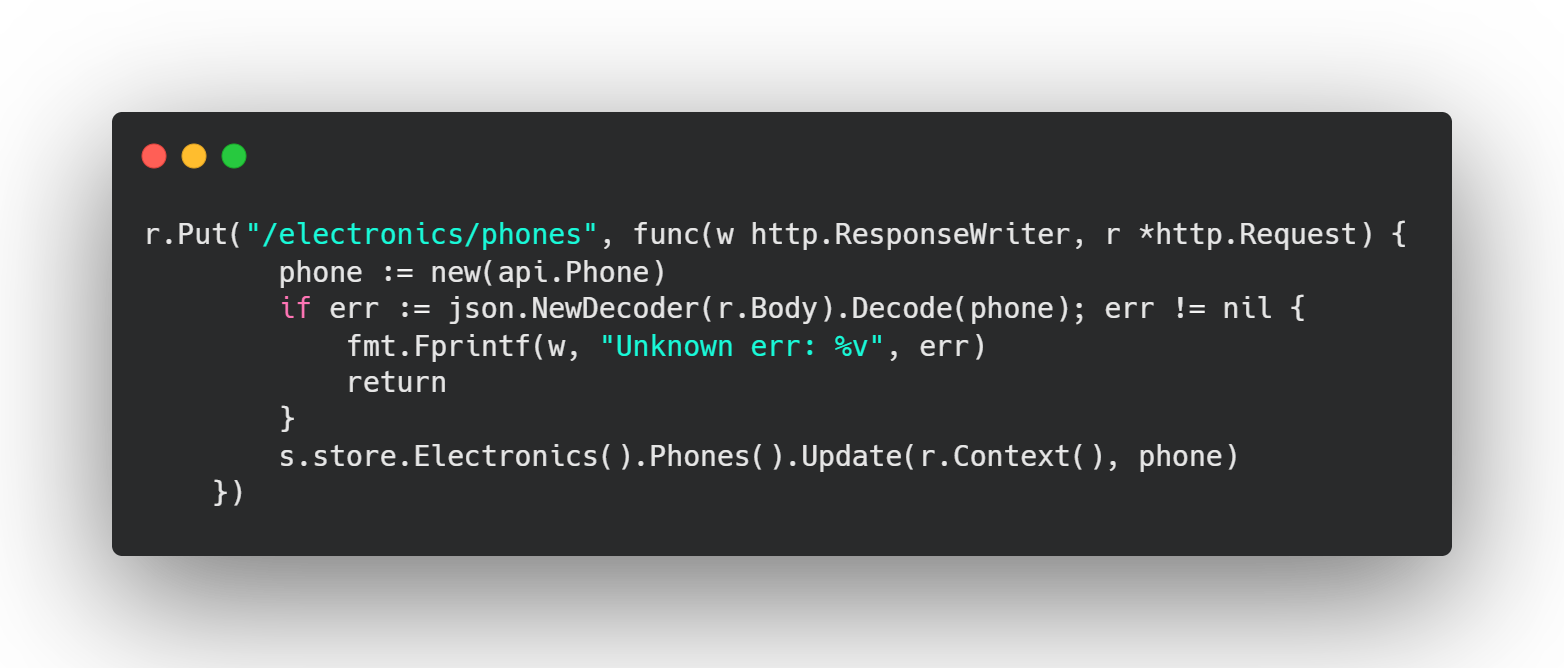 r.Put("/electronics/phones", func(w http.ResponseWriter, r *http.Request) {
        phone := new(api.Phone)
        if err := json.NewDecoder(r.Body).Decode(phone); err != nil {
            fmt.Fprintf(w, "Unknown err: %v", err)
            return
        }
        s.store.Electronics().Phones().Update(r.Context(), phone)
    })